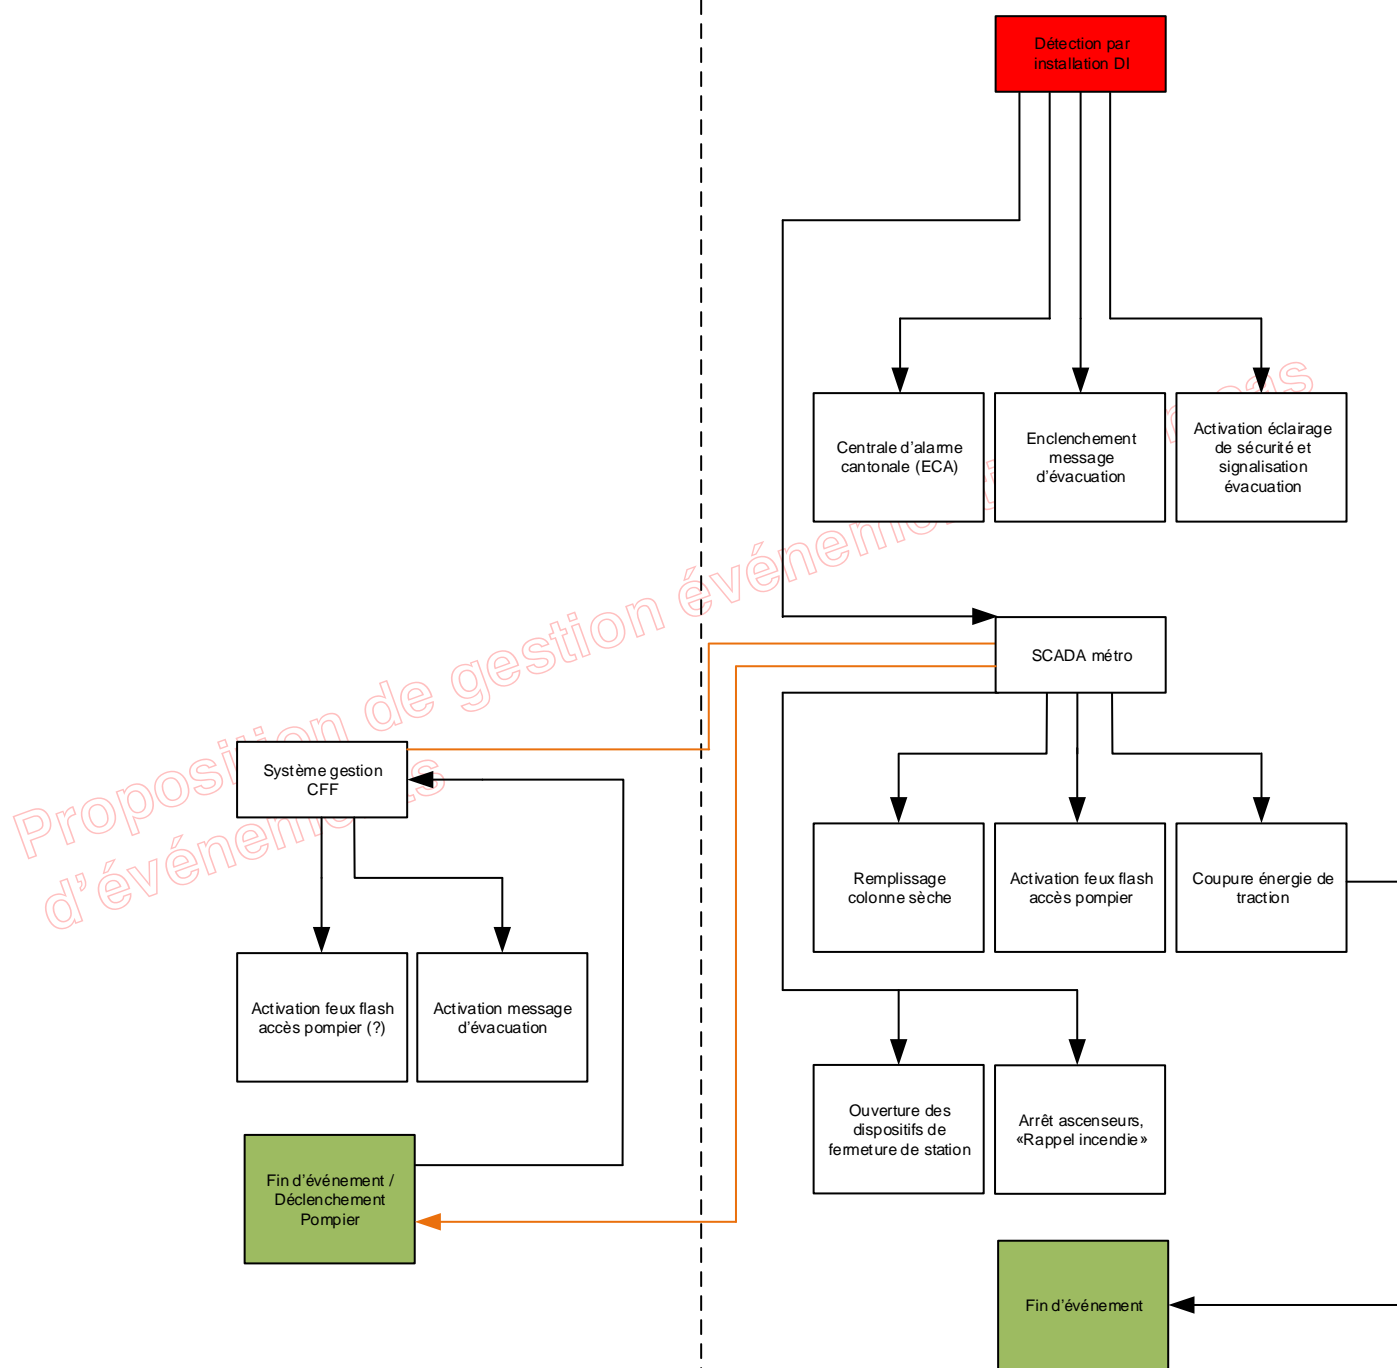 Détection par
installation DI
Centrale d'alarme
cantonale (ECA)
Enclenchement
message
d'évacuation
Activation éclairage
de sécurité et
signalisation
évacuation
SCADA métro
Système gestion
CFF
Remplissage
colonne sèche
Activation feux flash
accès pompier
Coupure énergie de
traction
Activation feux flash
accès pompier (?)
Activation message
d'évacuation
Ouverture des
dispositifs de
fermeture de station
Arrêt ascenseurs,
«Rappel incendie»
Fin d'événement /
Déclenchement
Pompier
Fin d'événement
Proposition de gestion